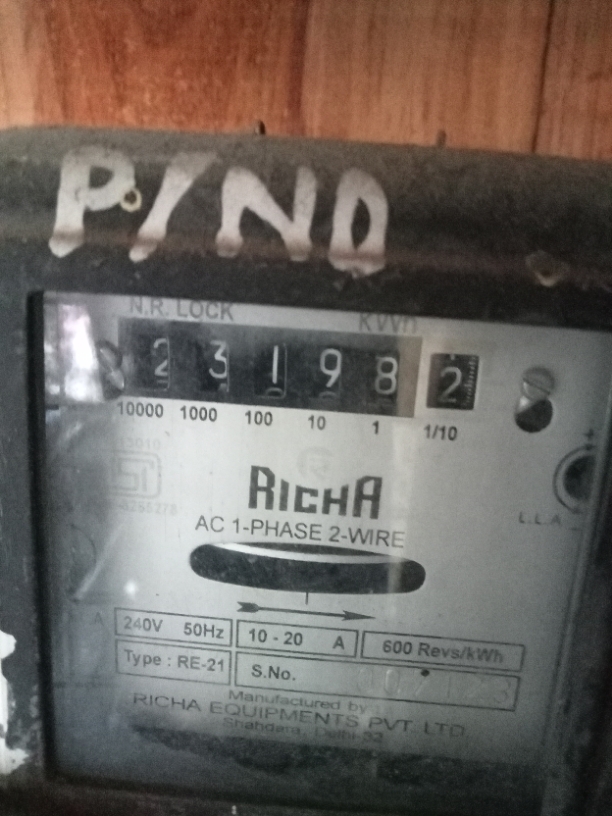 P/ND
N.R. LOCK KWh
2 3 1 9 8 2
10000 1000 100 10 1 1/10
RICHA
AC 1-PHASE 2-WIRE
L.L.A
240V 50Hz 10 - 20 A 600 Revs/kWh
Type : RE-21 S.No.
Manufactured by
RICHA EQUIPMENTS PVT. LTD.
Shahdara, Delhi-32